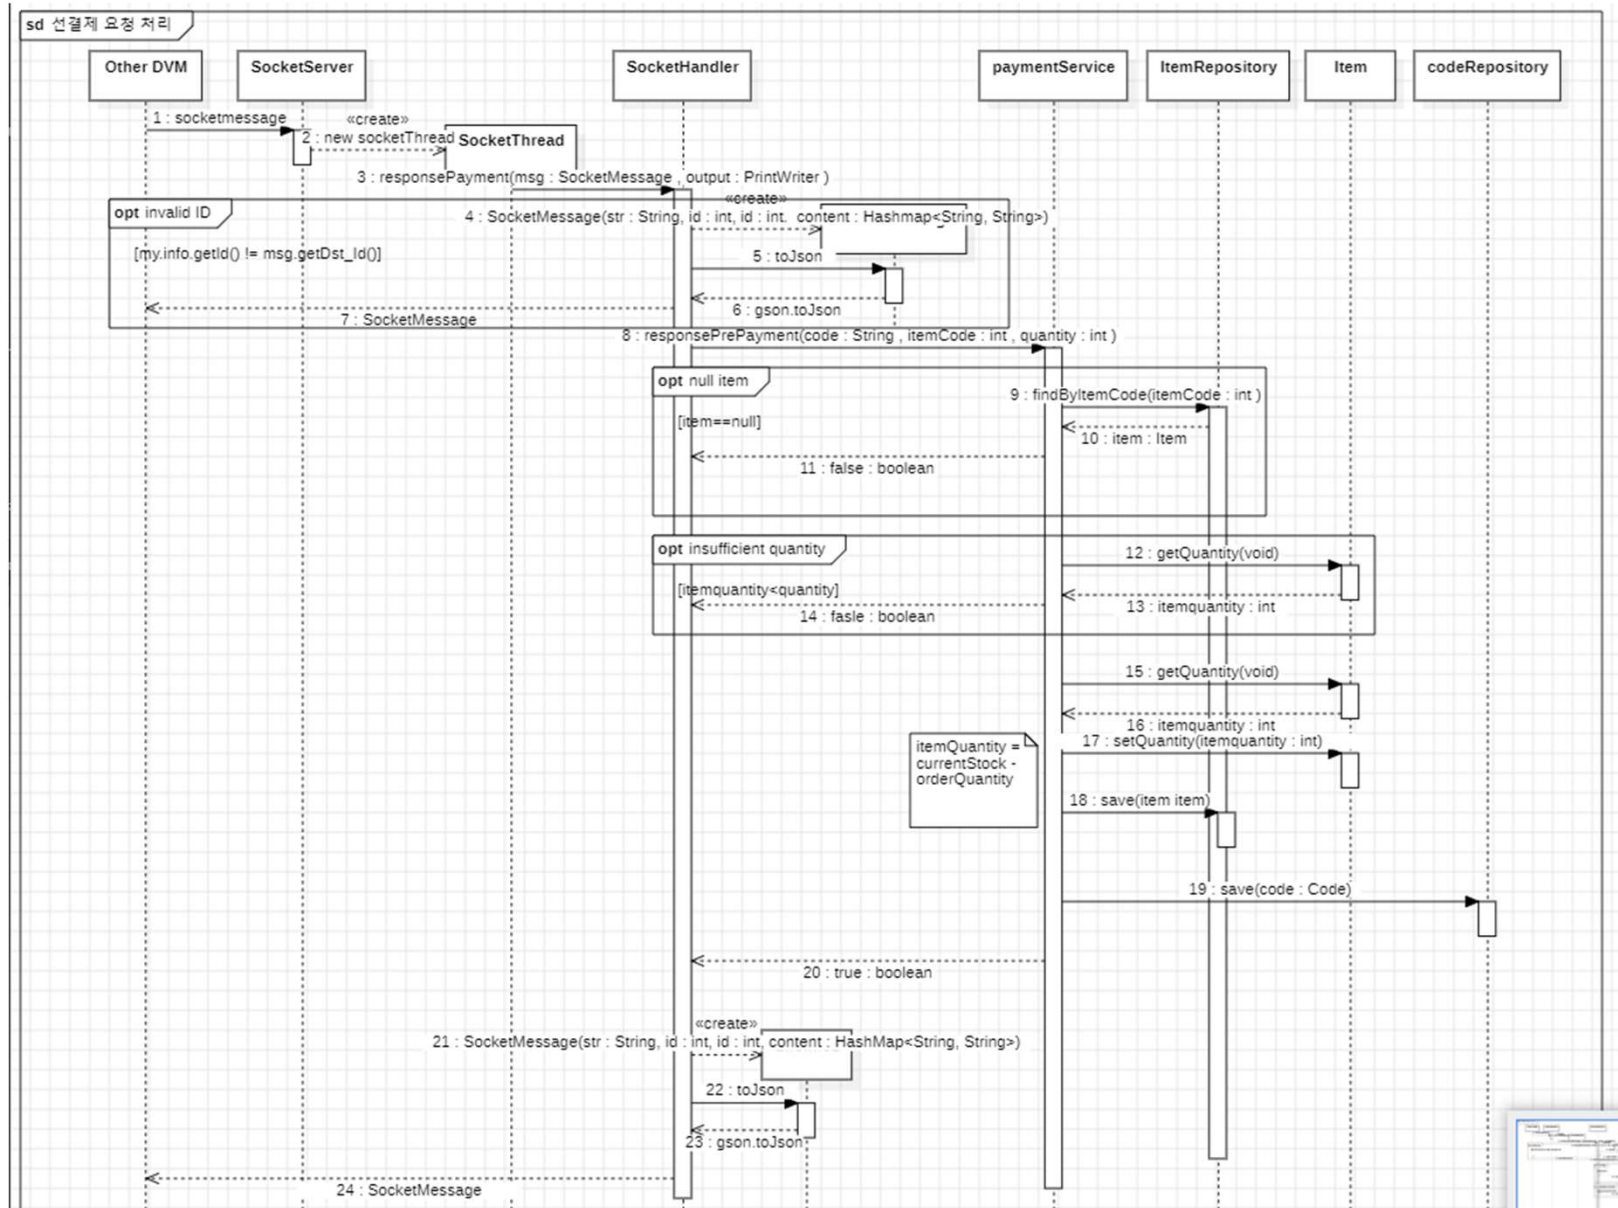 sd 선결제 요청 처리
Other DVM
SocketServer
SocketHandler
paymentService
ItemRepository
Item
codeRepository
1 : socketmessage
«create»
2 : new socketThread
SocketThread
3 : responsePayment(msg : SocketMessage , output : PrintWriter )
«create»
opt invalid ID
4 : SocketMessage(str : String, id : int, id : int. content : Hashmap<String, String>)
[my.info.getId() != msg.getDst_Id()]
5 : toJson
6 : gson.toJson
7 : SocketMessage
8 : responsePrePayment(code : String , itemCode : int , quantity : int )
opt null item
9 : findByItemCode(itemCode : int )
[item==null]
10 : item : Item
11 : false : boolean
opt insufficient quantity
12 : getQuantity(void)
[itemquantity<quantity]
13 : itemquantity : int
14 : fasle : boolean
15 : getQuantity(void)
16 : itemquantity : int
17 : setQuantity(itemquantity : int)
itemQuantity =
currentStock -
orderQuantity
18 : save(item item)
19 : save(code : Code)
20 : true : boolean
«create»
21 : SocketMessage(str : String, id : int, id : int, content : HashMap<String, String>)
22 : toJson
23 : gson.toJson
24 : SocketMessage